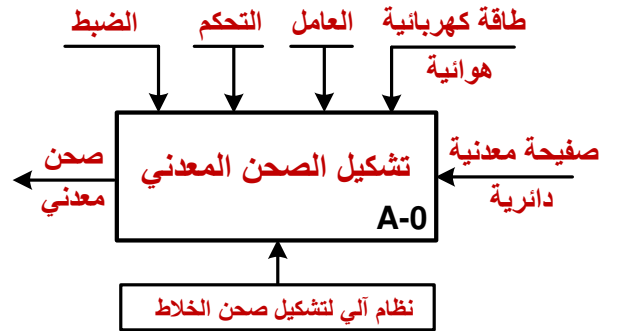 طاقة كهربائية
هوائية
العامل
التحكم
الضبط
صفيحة معدنية
دائرية
تشكيل الصحن المعدني
A-0
صحن
معدني
نظام آلي لتشكيل صحن الخلاط